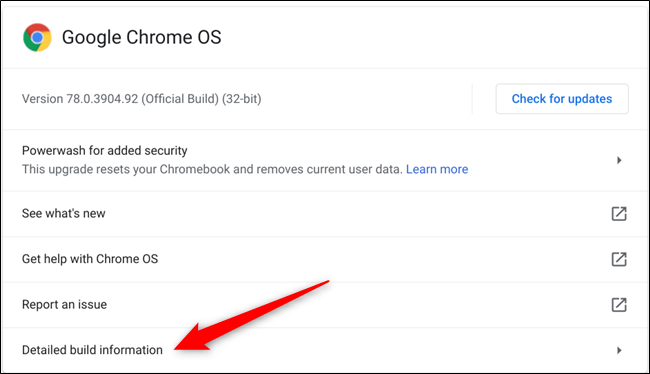 Google Chrome OS
Version 78.0.3904.92 (Official Build) (32-bit)
Check for updates
Powerwash for added security
This upgrade resets your Chromebook and removes current user data. Learn more
See what's new
Get help with Chrome OS
Report an issue
Detailed build information